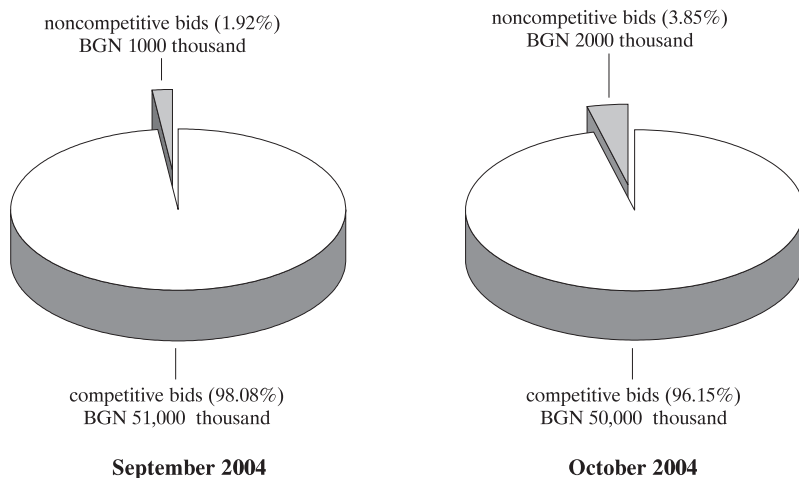 noncompetitive bids (1.92%)
BGN 1000 thousand
competitive bids (98.08%)
BGN 51,000 thousand
September 2004
noncompetitive bids (3.85%)
BGN 2000 thousand
competitive bids (96.15%)
BGN 50,000 thousand
October 2004